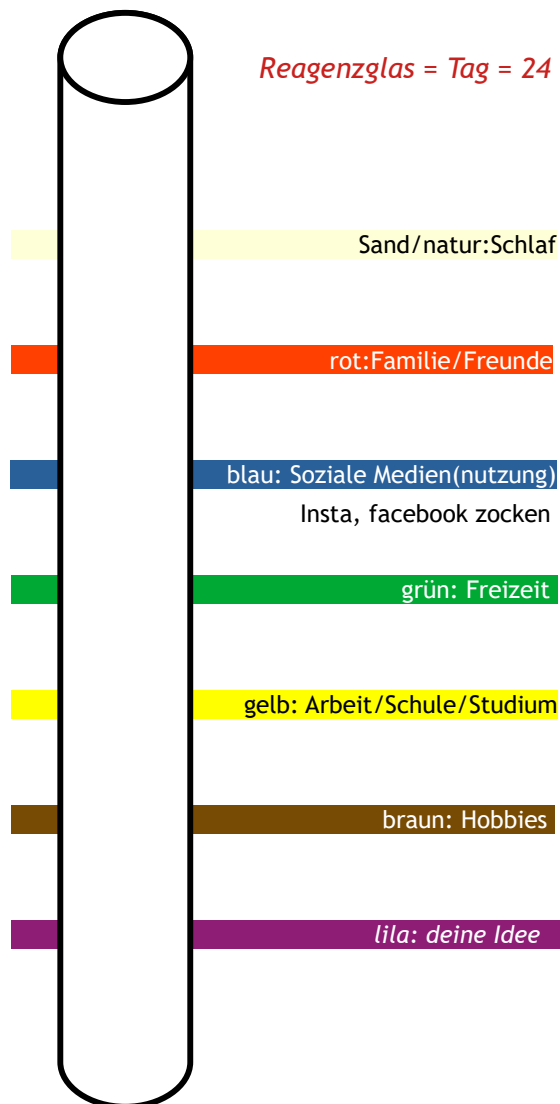 Reagenzglas = Tag = 24
Sand/natur:Schlaf
rot:Familie/Freunde
blau: Soziale Medien(nutzung)
Insta, facebook zocken
grün: Freizeit
gelb: Arbeit/Schule/Studium
braun: Hobbies
lila: deine Idee